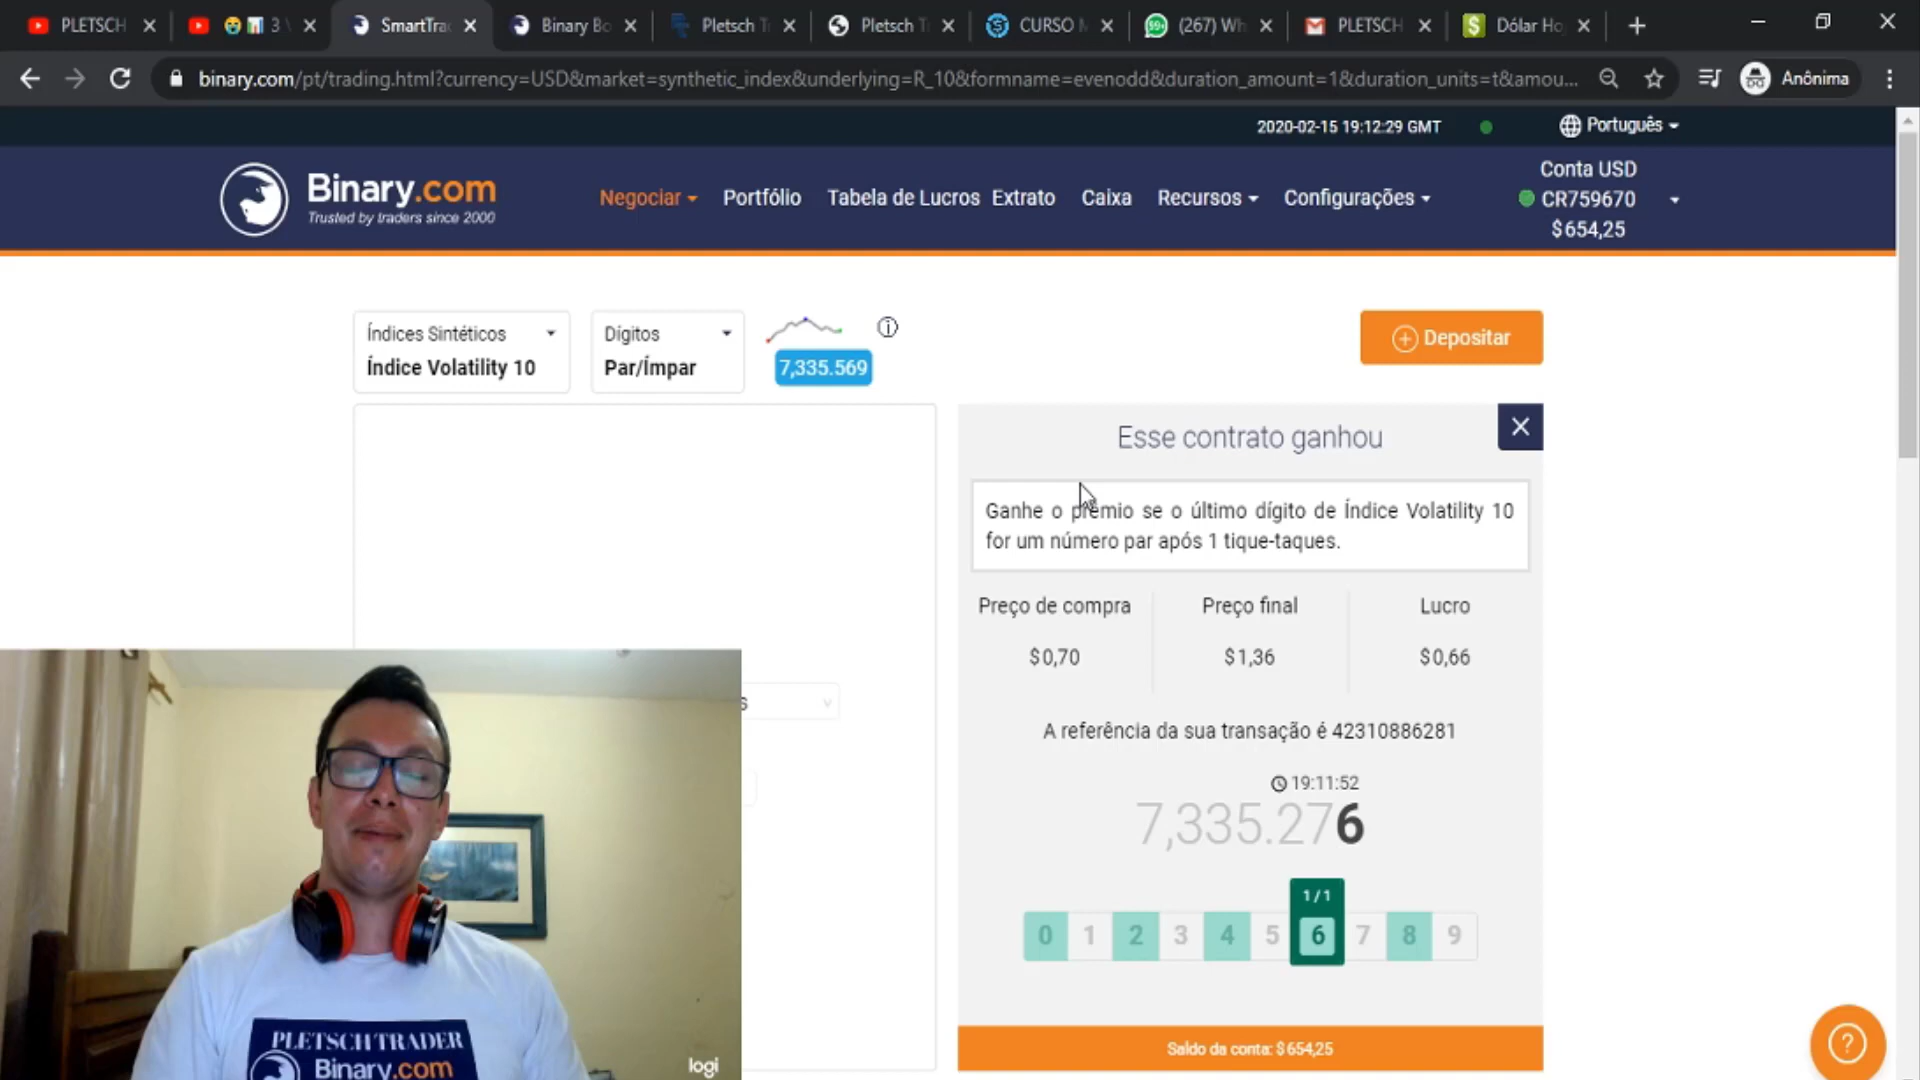 PLETSCH
3
SmartTra
Binary Bo
Pletsch T
Pletsch T
CURSO
(267) Wh
PLETSCH
Dólar Ho
binary.com/pt/trading.html?currency=USD&market=synthetic_index&underlying=R_10&formname=evenodd&duration_amount=1&duration_units=t&amou...
Anônima
2020-02-15 19:12:29 GMT
Português
Binary.com
Trusted by traders since 2000
Negociar
Portfólio
Tabela de Lucros
Extrato
Caixa
Recursos
Configurações
Conta USD
CR759670
$654,25
Índices Sintéticos
Índice Volatility 10
Dígitos
Par/Ímpar
7,335.569
Depositar
Esse contrato ganhou
Ganhe o prêmio se o último dígito de Índice Volatility 10
for um número par após 1 tique-taques.
Preço de compra
Preço final
Lucro
$0,70
$1,36
$0,66
A referência da sua transação é 42310886281
19:11:52
7,335.276
1/1
0 1 2 3 4 5 6 7 8 9
Saldo da conta: $654,25
s
PLETSCH TRADER
Binary.com
logi